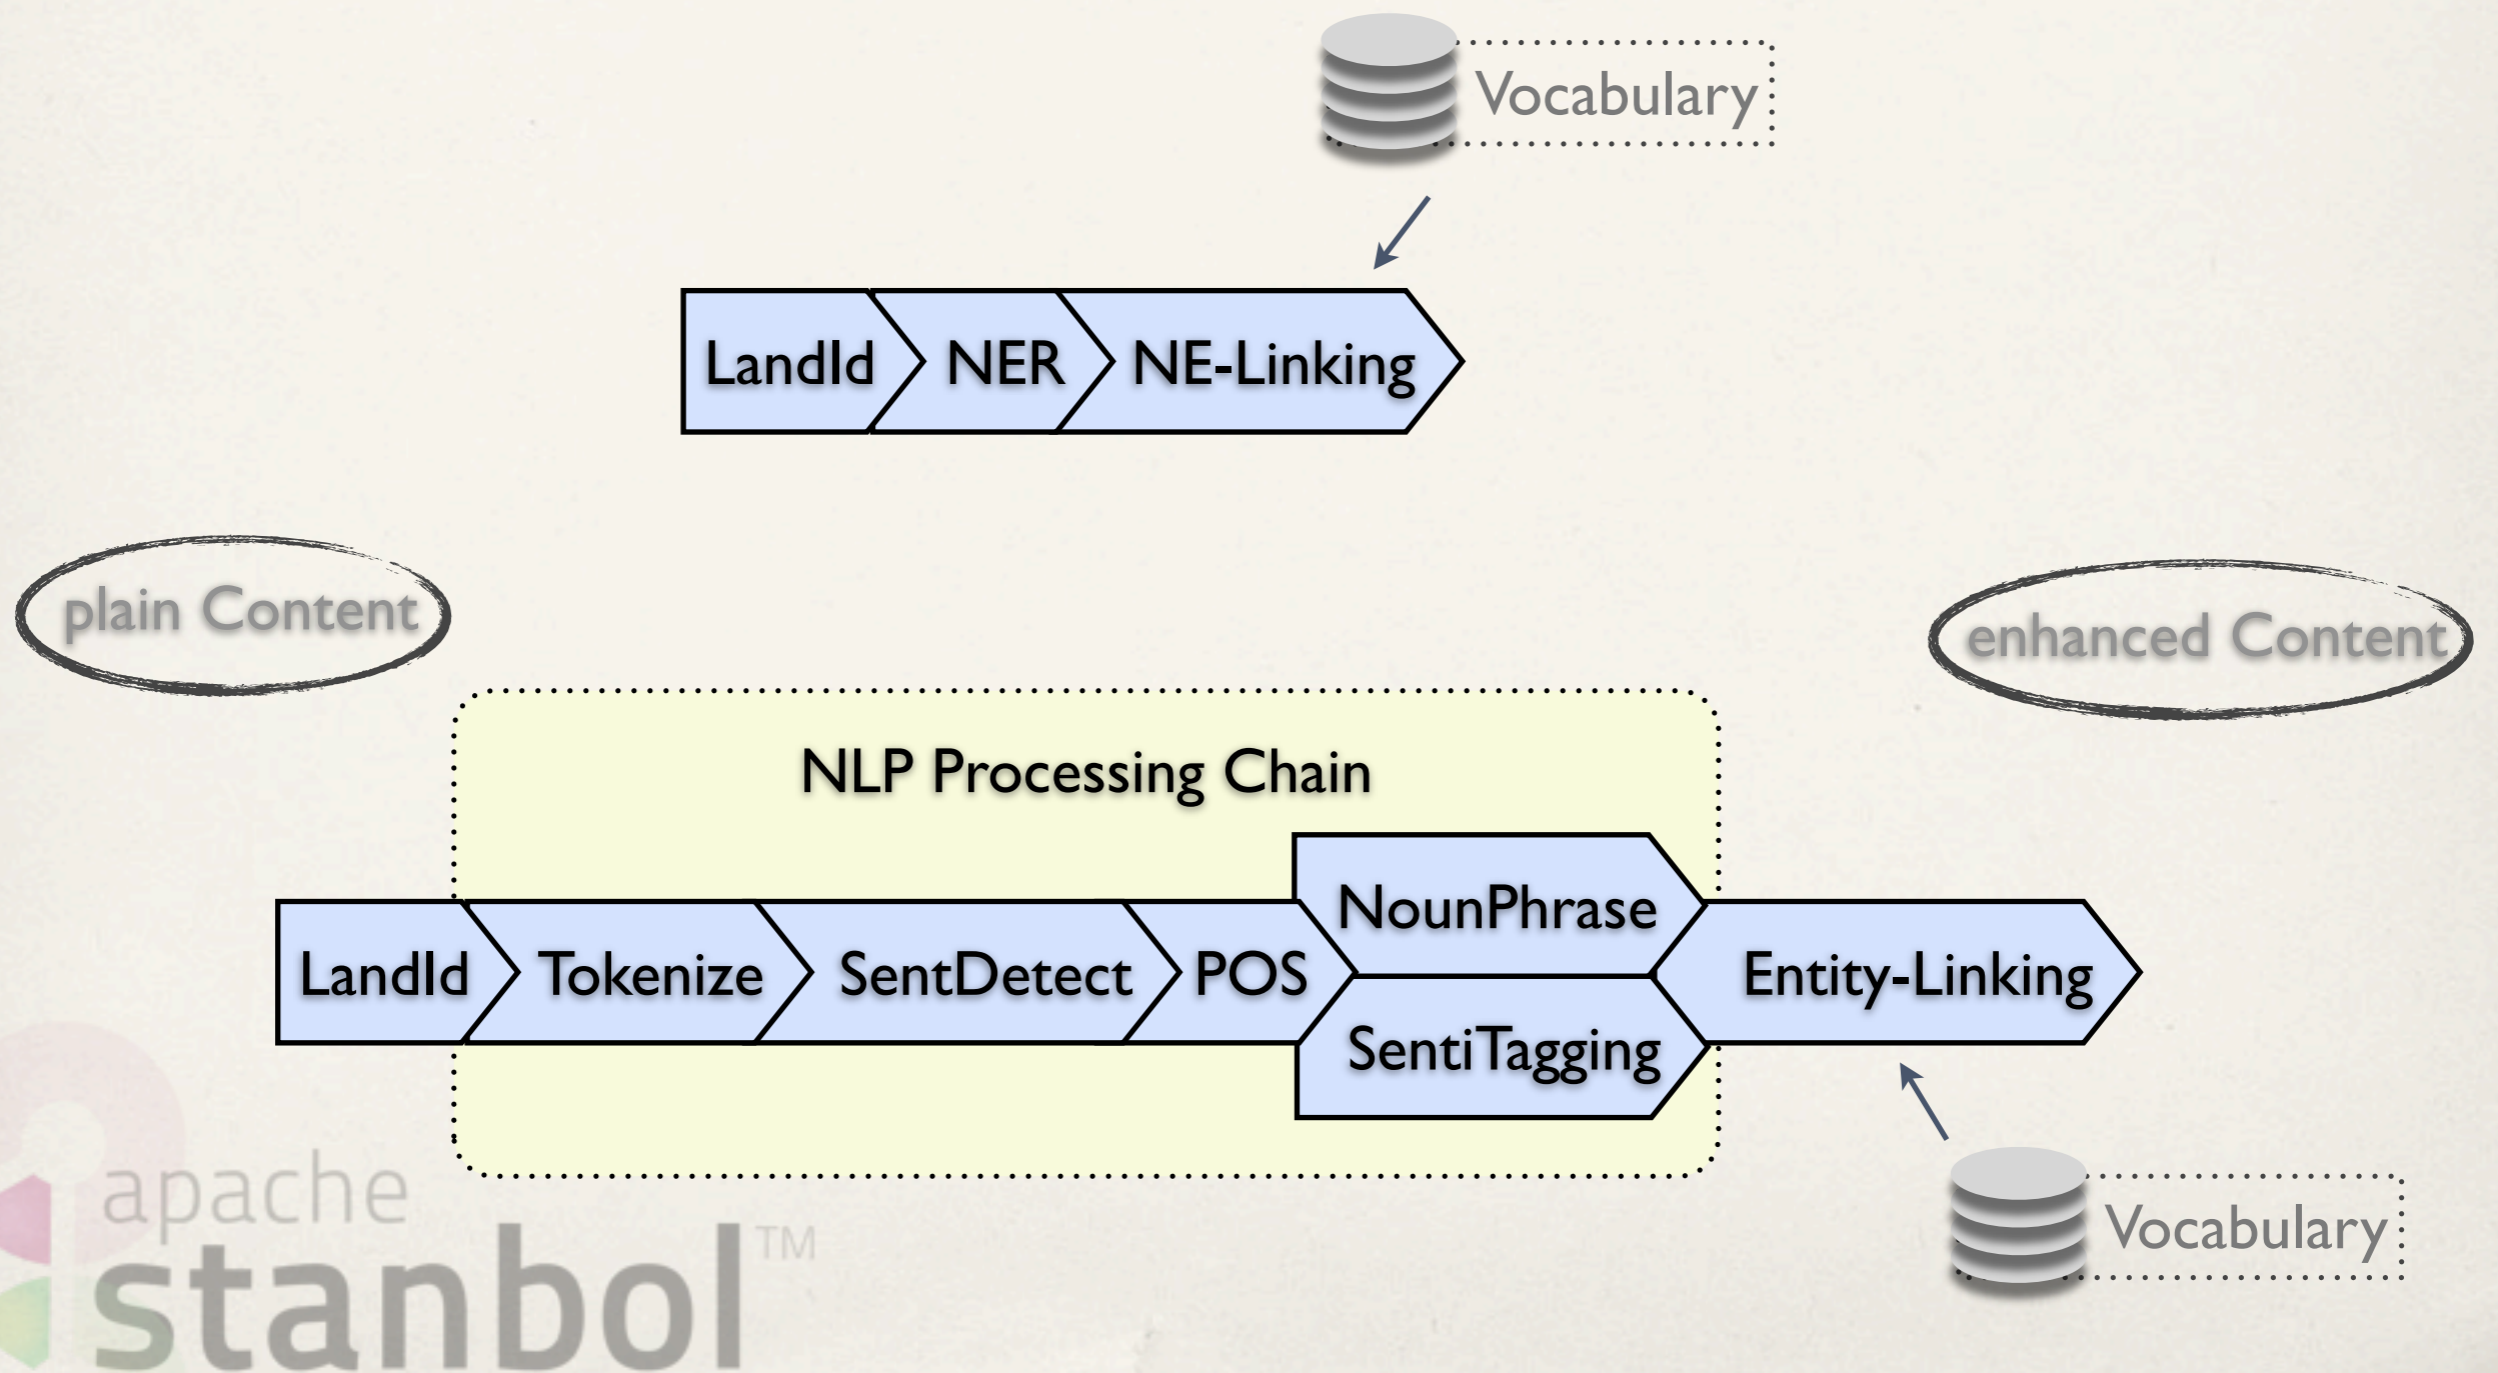 Vocabulary
LandId
NER
NE-Linking
plain Content
enhanced Content
NLP Processing Chain
NounPhrase
LandId
Tokenize
SentDetect
POS
Entity-Linking
SentiTagging
Vocabulary
apache
stanbol™